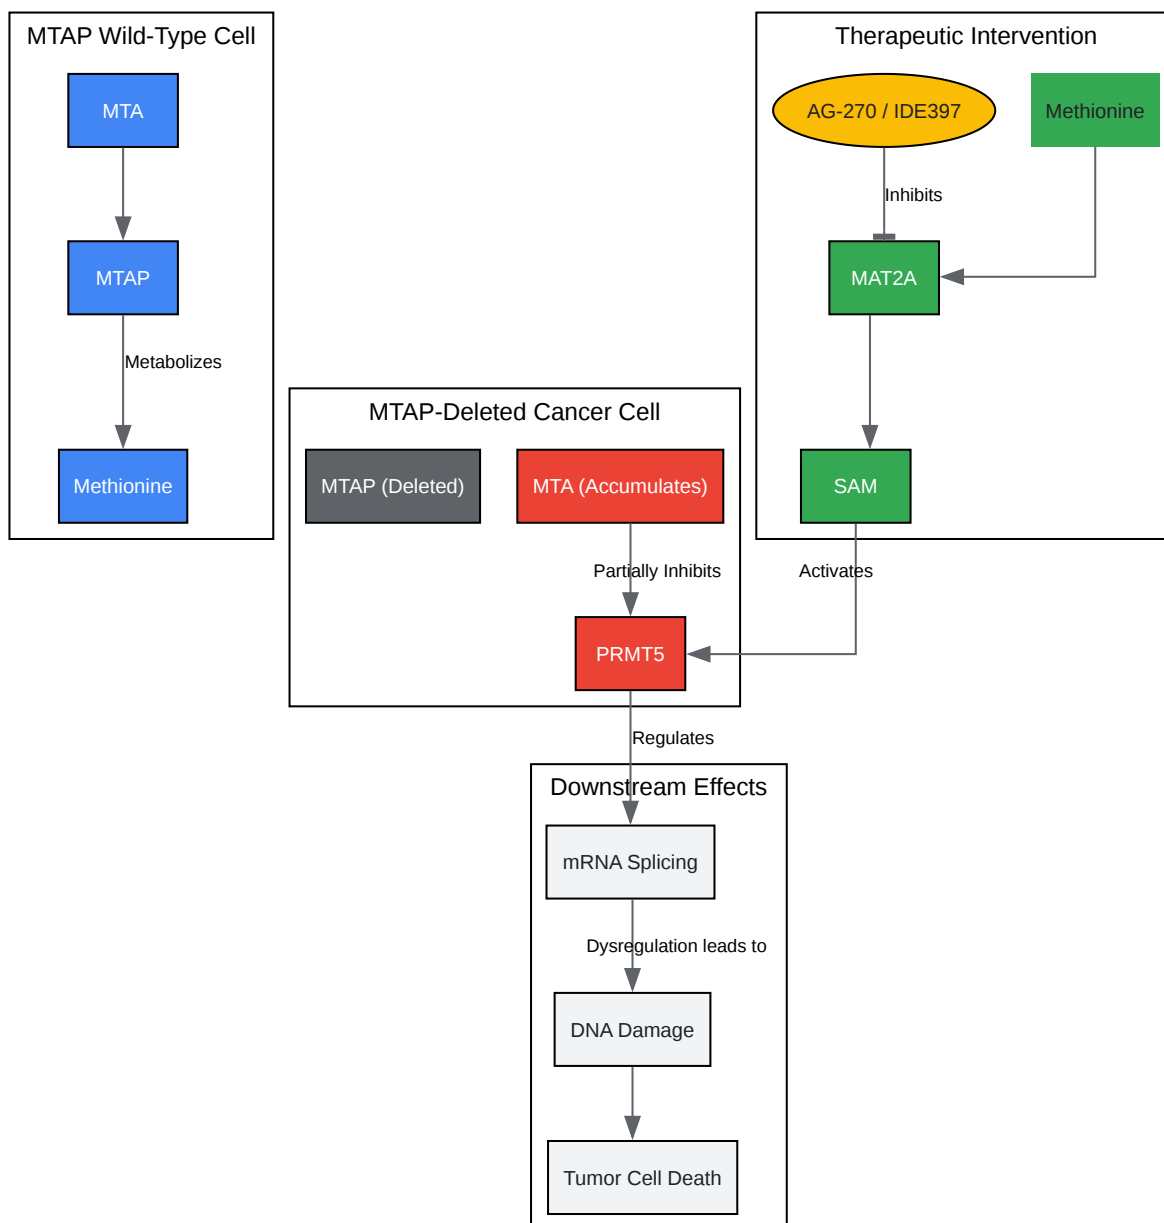 MTAP Wild-Type Cell
MTA
MTAP
Metabolizes
Methionine
Therapeutic Intervention
AG-270 / IDE397
Methionine
Inhibits
MAT2A
SAM
Activates
MTAP-Deleted Cancer Cell
MTAP (Deleted)
MTA (Accumulates)
Partially Inhibits
PRMT5
Regulates
Downstream Effects
mRNA Splicing
Dysregulation leads to
DNA Damage
Tumor Cell Death